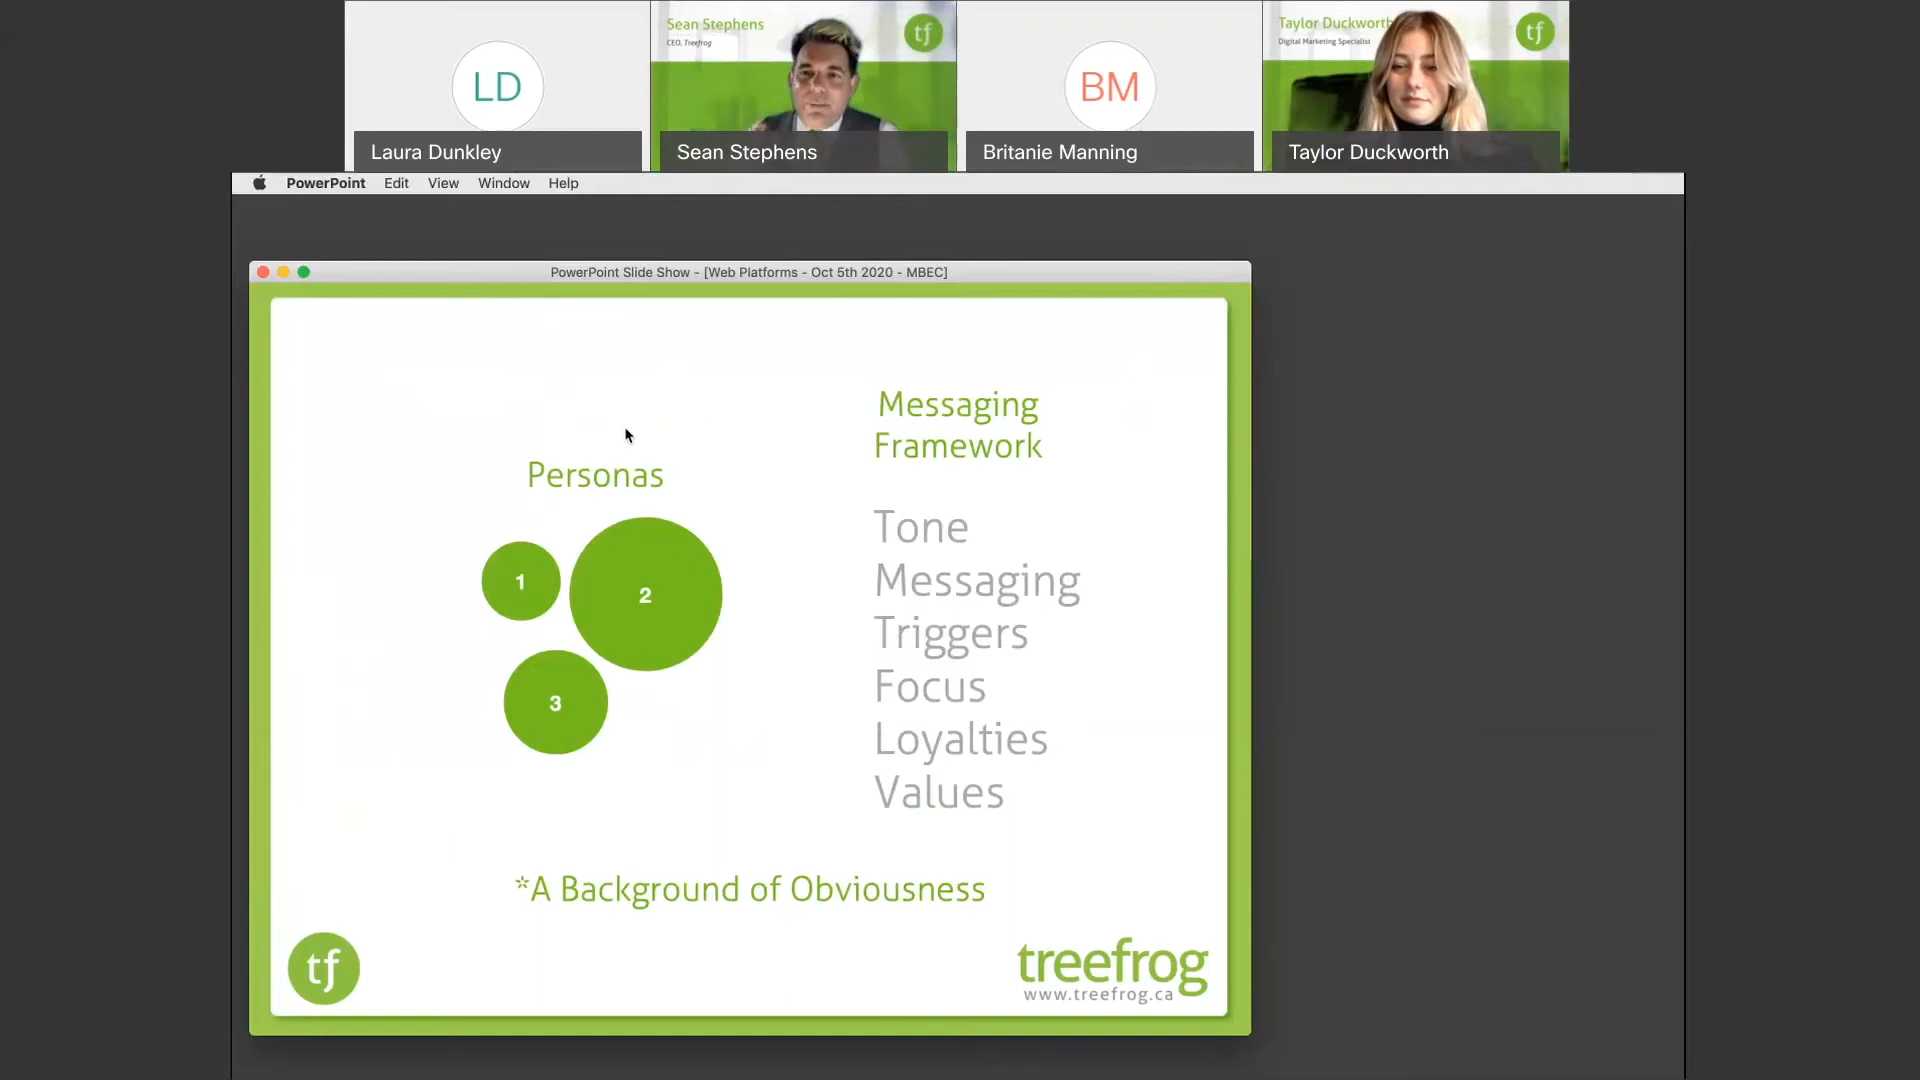 LD
Laura Dunkley
Sean Stephens
CEO, Treefrog
tf
Sean Stephens
BM
Britanie Manning
Taylor Duckworth
Digital Marketing Specialist
tf
Taylor Duckworth
PowerPoint Edit View Window Help
PowerPoint Slide Show - [Web Platforms - Oct 5th 2020 - MBEC]
Personas
1
2
3
Messaging
Framework
Tone
Messaging
Triggers
Focus
Loyalties
Values
*A Background of Obviousness
tf
treefrog
www.treefrog.ca